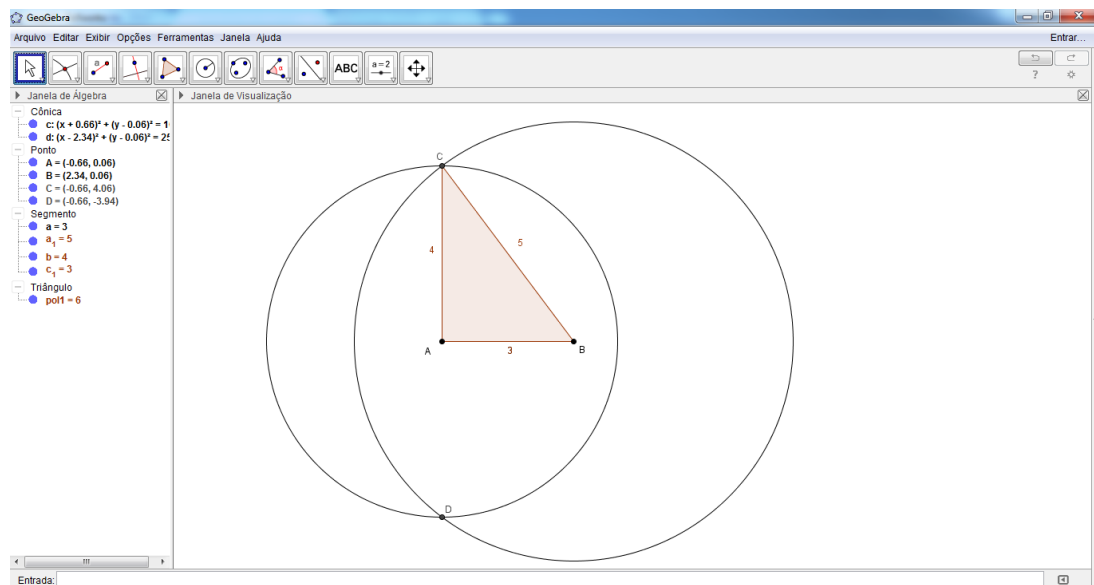 GeoGebra
Arquivo Editar Exibir Opções Ferramentas Janela Ajuda
Entrar...
ABC
a=2
Janela de Álgebra
Janela de Visualização
Cônica
c: (x + 0.66)² + (y - 0.06)² = 1
d: (x - 2.34)² + (y - 0.06)² = 25
Ponto
A = (-0.66, 0.06)
B = (2.34, 0.06)
C = (-0.66, 4.06)
D = (-0.66, -3.94)
Segmento
a = 3
a₁ = 5
b = 4
c₁ = 3
Triângulo
pol1 = 6
C
4
5
A
3
B
D
Entrada: